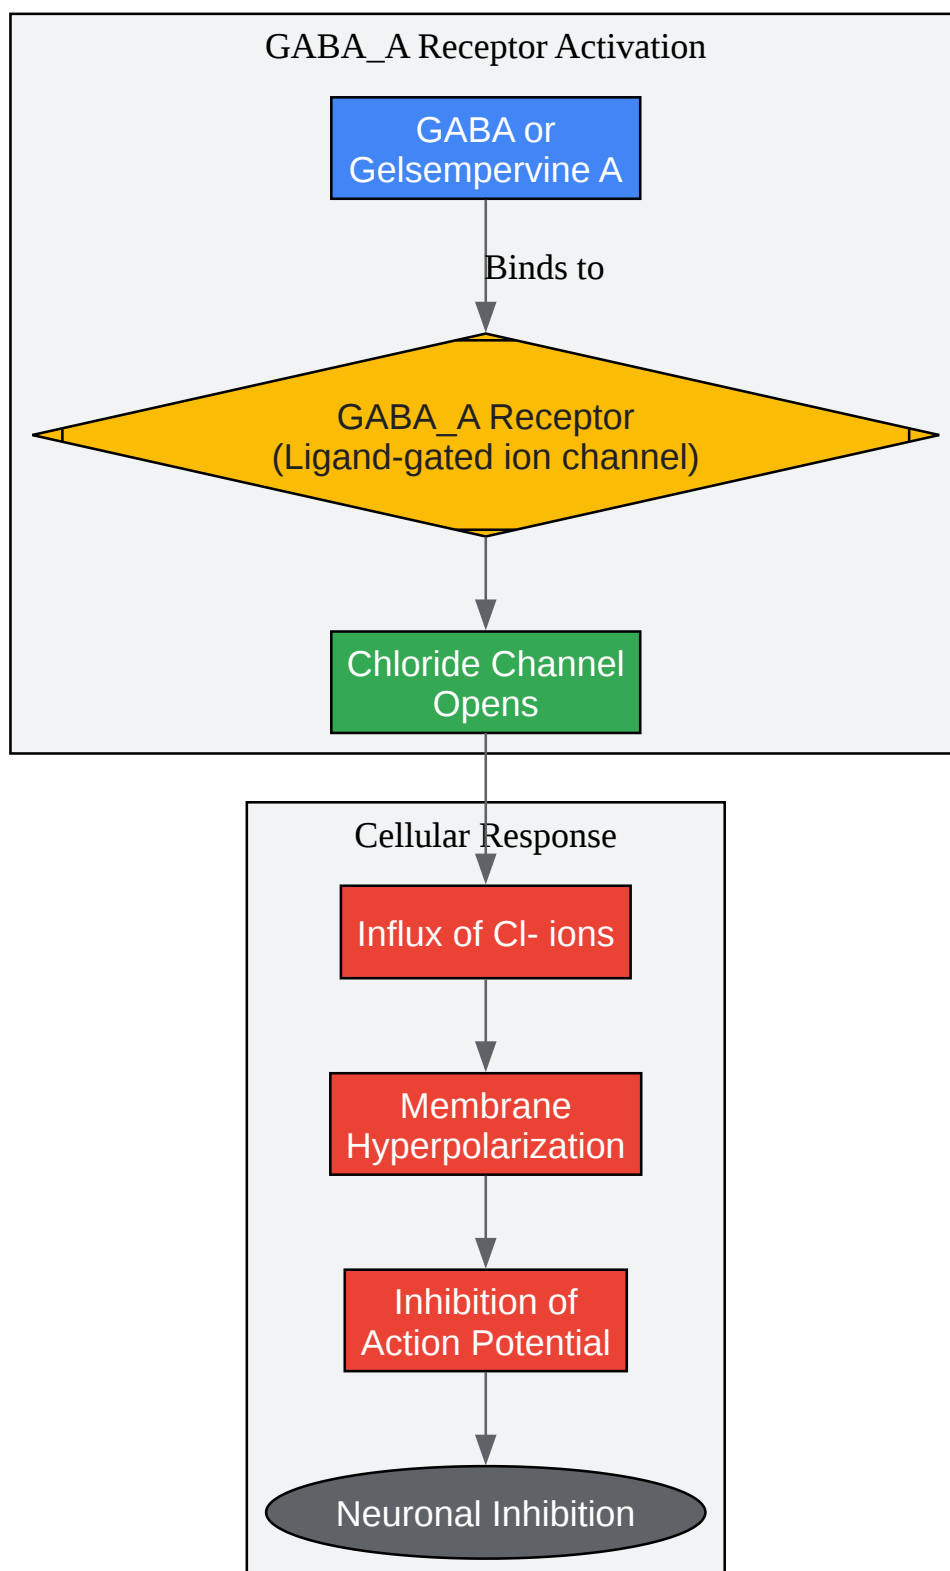 GABA_A Receptor Activation
GABA or
Gelsempervine A
Binds to
GABA_A Receptor
(Ligand-gated ion channel)
Chloride Channel
Opens
Cellular Response
Influx of Cl- ions
Membrane
Hyperpolarization
Inhibition of
Action Potential
Neuronal Inhibition